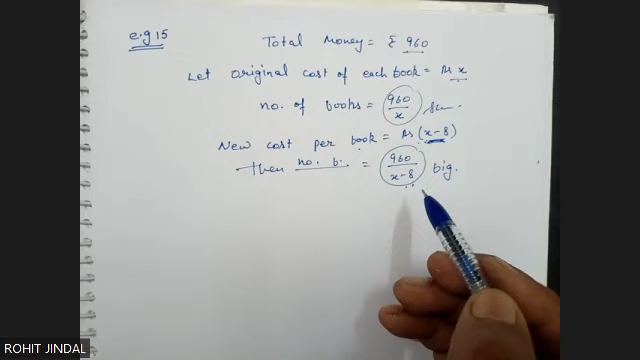 e.g 15
Total Money = ₹ 960
Let original cost of each book = Rs x
no. of books = 960/x
New cost per book = Rs (x-8)
Then no. b. = 960/x-8 big.
ROHIT JINDAL